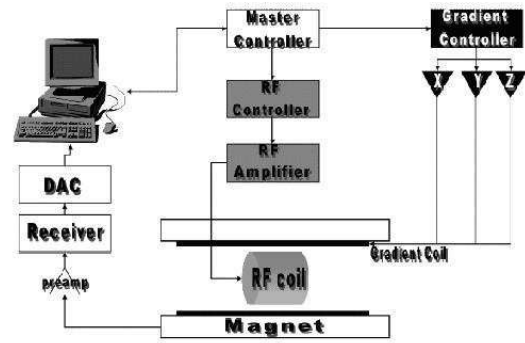 Master
Controller
Gradient
Controller
X Y Z
RF
Controller
RF
Amplifier
DAC
Receiver
preamp
Gradient Coil
RF coil
Magnet